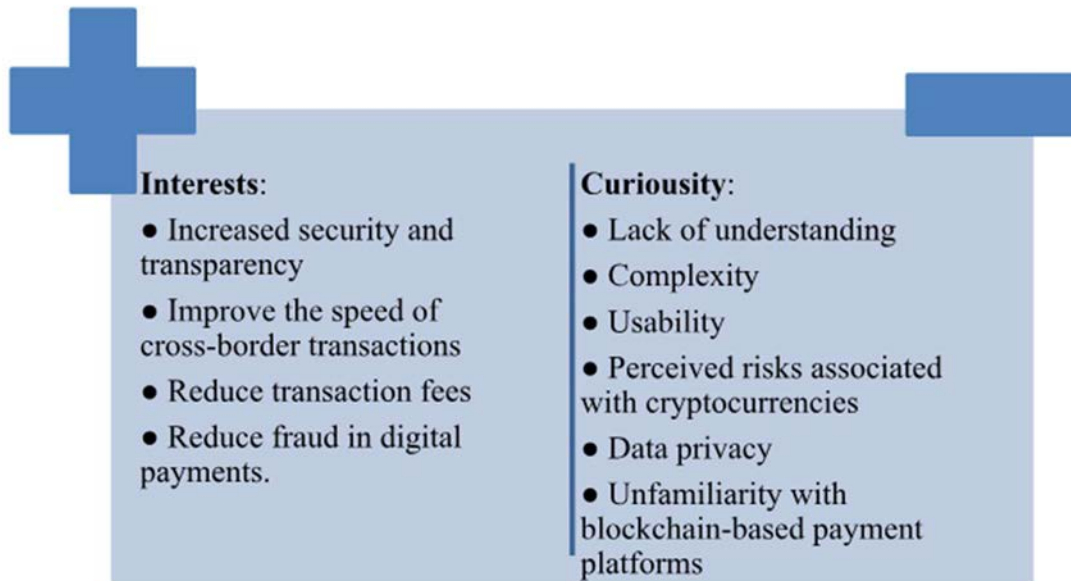 Interests:
● Increased security and
transparency
● Improve the speed of
cross-border transactions
● Reduce transaction fees
● Reduce fraud in digital
payments.
Curiousity:
● Lack of understanding
● Complexity
● Usability
● Perceived risks associated
with cryptocurrencies
● Data privacy
● Unfamiliarity with
blockchain-based payment
platforms